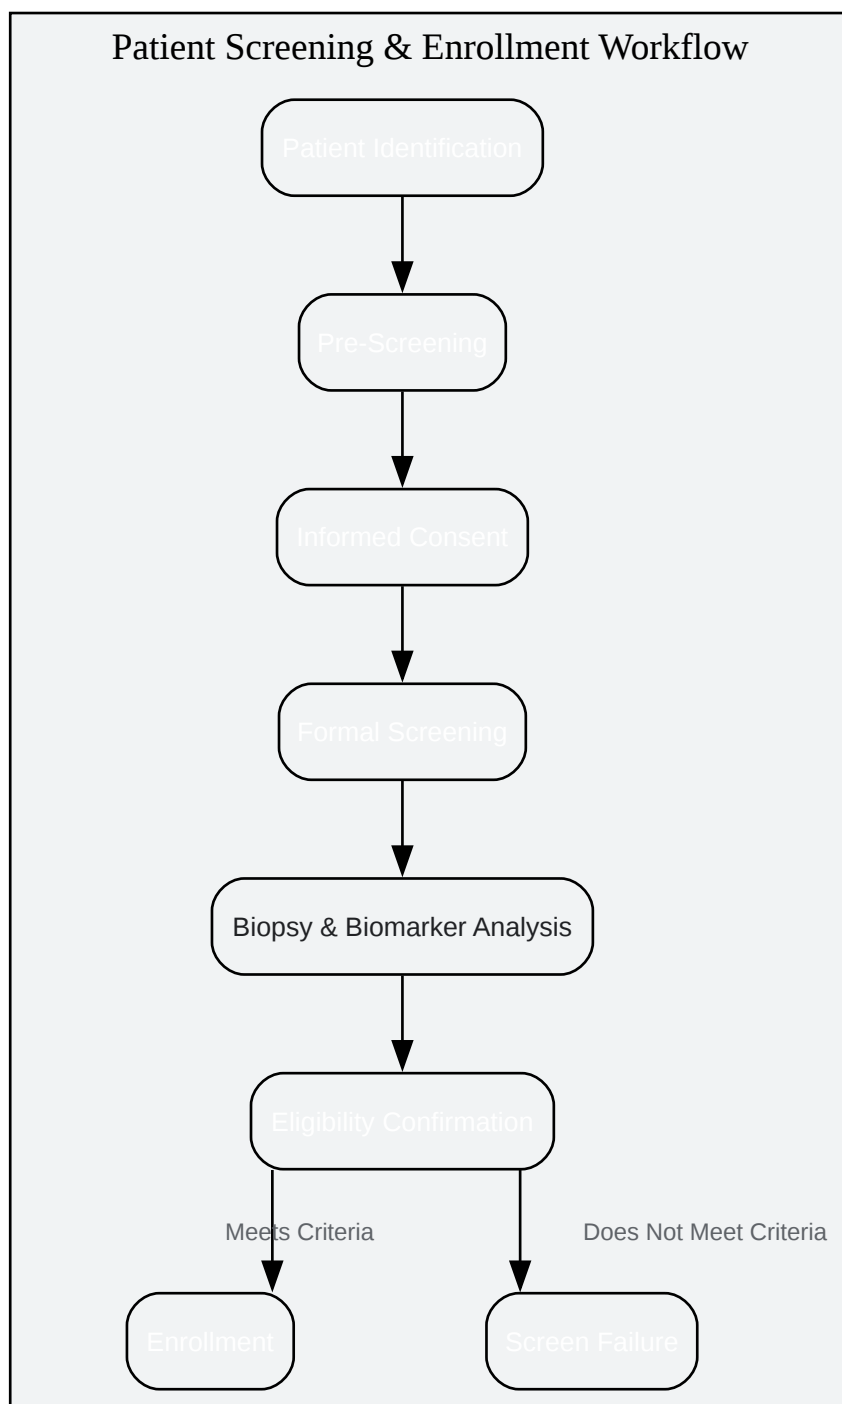 Patient Screening & Enrollment Workflow
Patient Identification
Pre-Screening
Informed Consent
Formal Screening
Biopsy & Biomarker Analysis
Eligibility Confirmation
Meets Criteria
Does Not Meet Criteria
Enrollment
Screen Failure